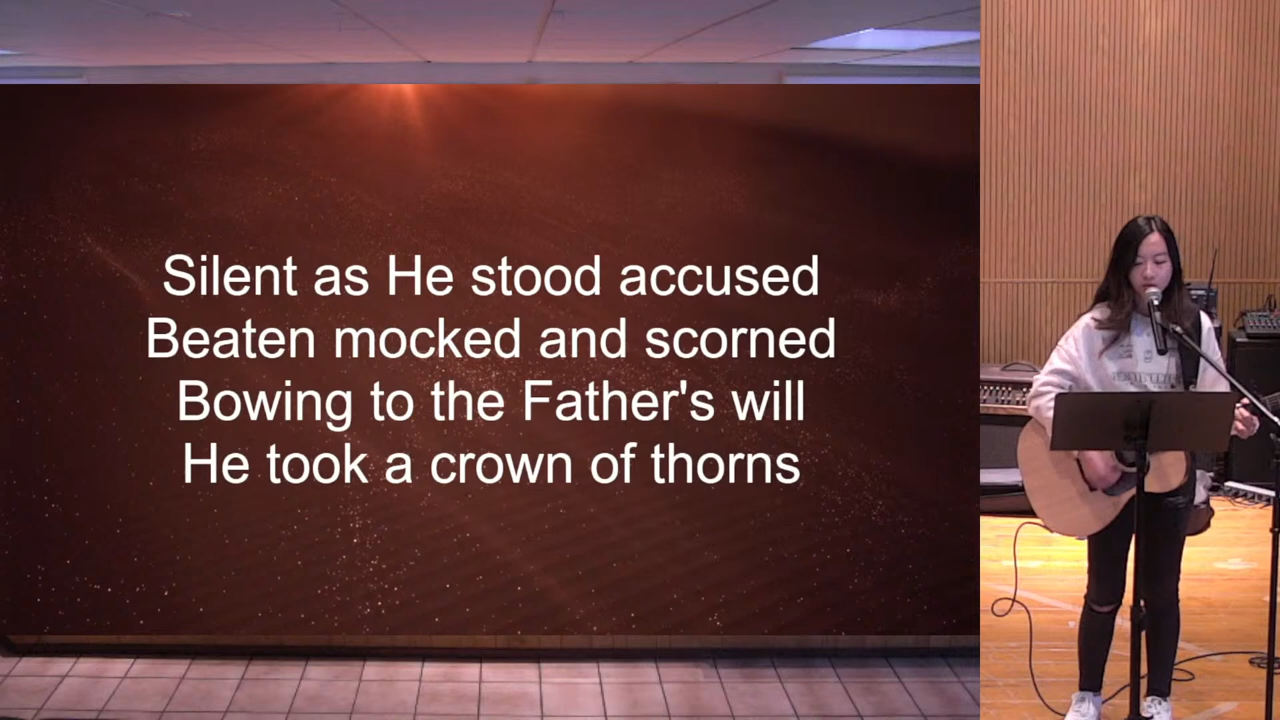 Silent as He stood accused
Beaten mocked and scorned
Bowing to the Father's will
He took a crown of thorns